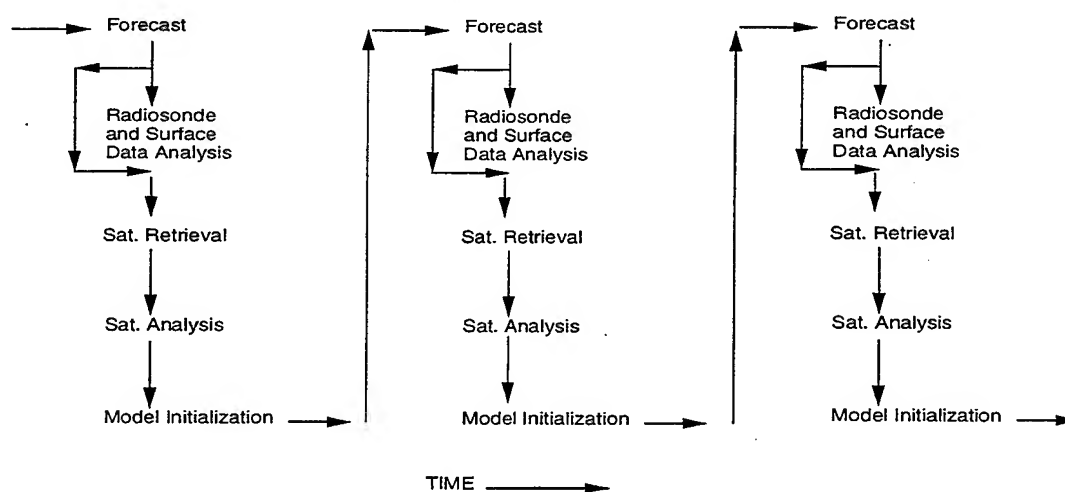 Forecast
Radiosonde
and Surface
Data Analysis
Sat. Retrieval
Sat. Analysis
Model Initialization
Forecast
Radiosonde
and Surface
Data Analysis
Sat. Retrieval
Sat. Analysis
Model Initialization
Forecast
Radiosonde
and Surface
Data Analysis
Sat. Retrieval
Sat. Analysis
Model Initialization
TIME